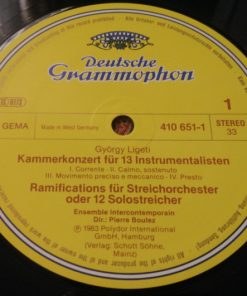 Deutsche
Grammophon
1
GEMA
Made in West Germany
410 651-1
STEREO
33
György Ligeti
Kammerkonzert für 13 Instrumentalisten
I. Corrente · II. Calmo, sostenuto
III. Movimento preciso e meccanico · IV. Presto
Ramifications für Streichorchester
oder 12 Solostreicher
Ensemble Intercontemporain
Dir.: Pierre Boulez
℗ 1983 Polydor International
GmbH, Hamburg
(Verlag: Schott Söhne,
Mainz)